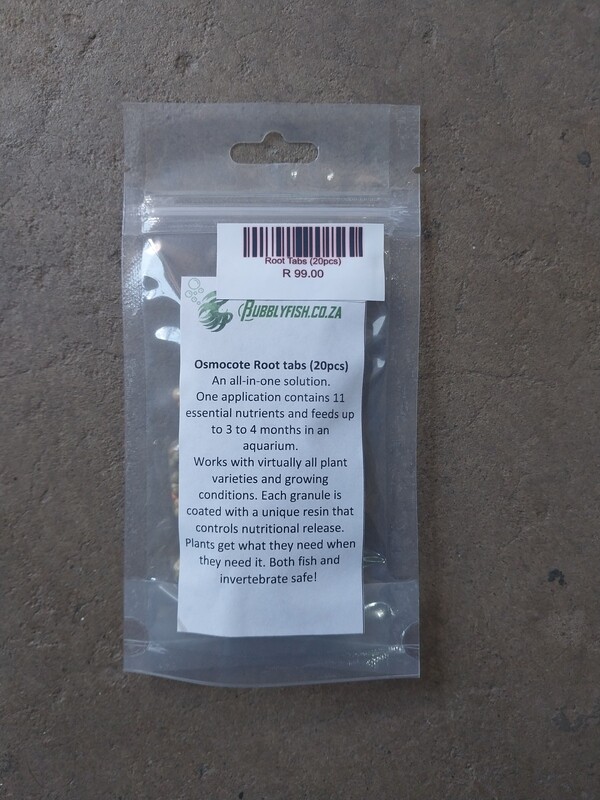 Root Tabs (20pcs)
R 99.00
BUBBLYFISH.CO.ZA
Osmocote Root tabs (20pcs)
An all-in-one solution.
One application contains 11
essential nutrients and feeds up
to 3 to 4 months in an
aquarium.
Works with virtually all plant
varieties and growing
conditions. Each granule is
coated with a unique resin that
controls nutritional release.
Plants get what they need when
they need it. Both fish and
invertebrate safe!